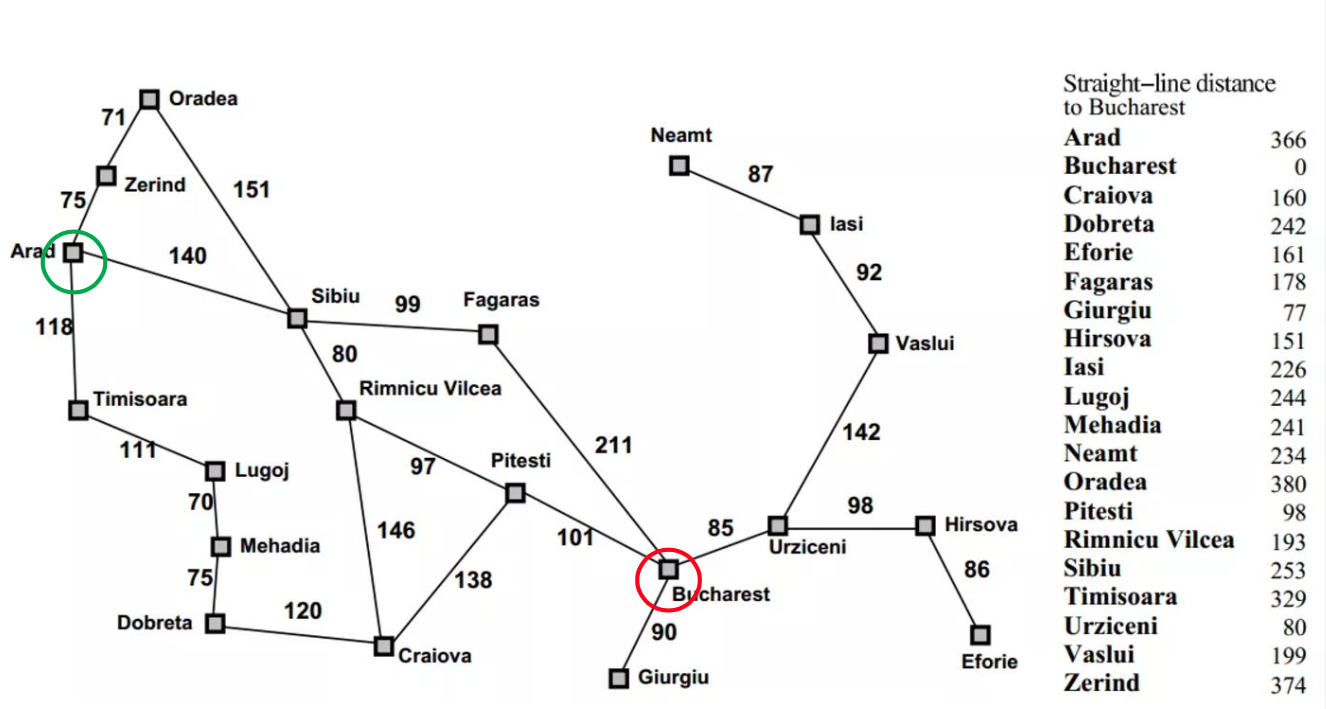 Oradea
71
Zerind
151
75
Arad
140
Sibiu
99
Fagaras
118
80
Timisoara
Rimnicu Vilcea
111
Lugoj
97
Pitesti
211
70
146
101
Mehadia
75
138
Dobreta
120
Craiova
Neamt
87
Iasi
92
Vaslui
142
85
98
Hirsova
Urziceni
86
Bucharest
90
Giurgiu
Eforie
Straight–line distance
to Bucharest
Arad 366
Bucharest 0
Craiova 160
Dobreta 242
Eforie 161
Fagaras 178
Giurgiu 77
Hirsova 151
Iasi 226
Lugoj 244
Mehadia 241
Neamt 234
Oradea 380
Pitesti 98
Rimnicu Vilcea 193
Sibiu 253
Timisoara 329
Urziceni 80
Vaslui 199
Zerind 374